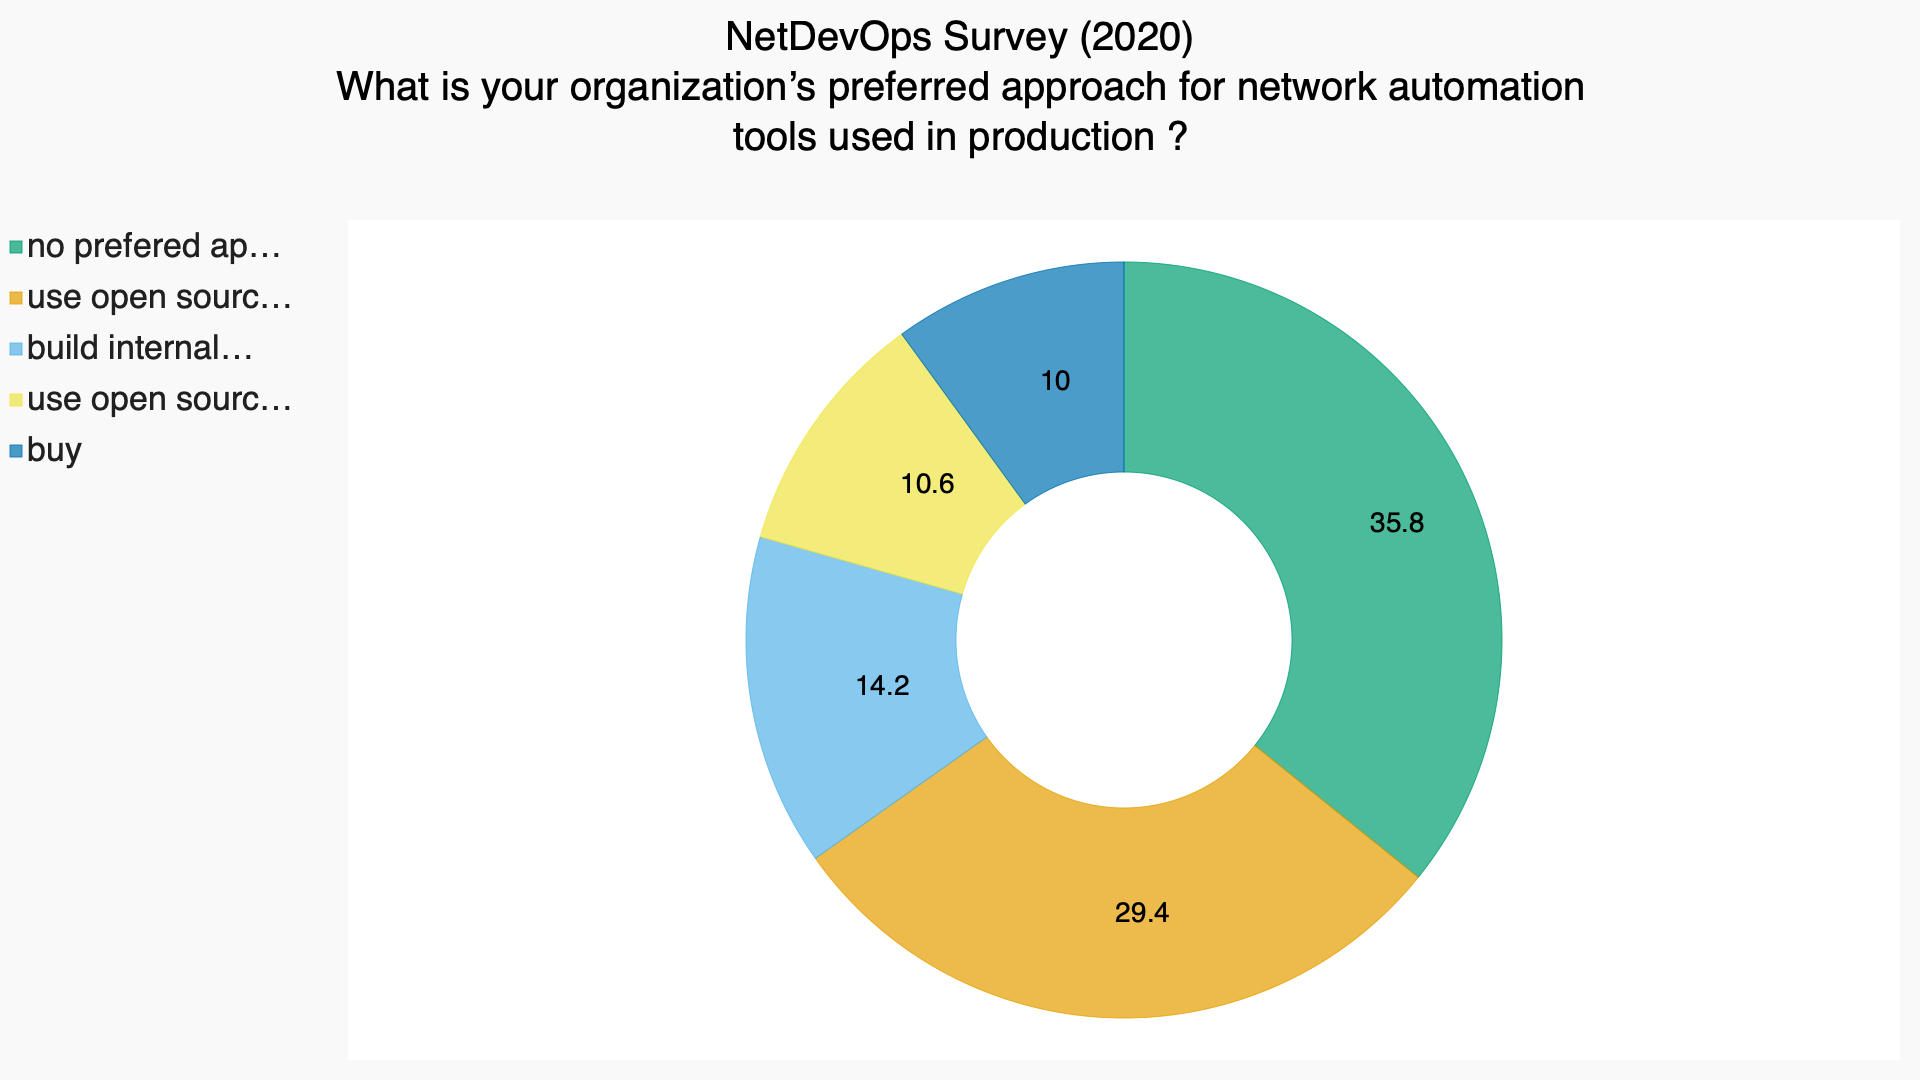 NetDevOps Survey (2020)
What is your organization’s preferred approach for network automation
tools used in production ?
no prefered ap…
use open sourc…
build internal…
use open sourc…
buy
10
35.8
10.6
14.2
29.4